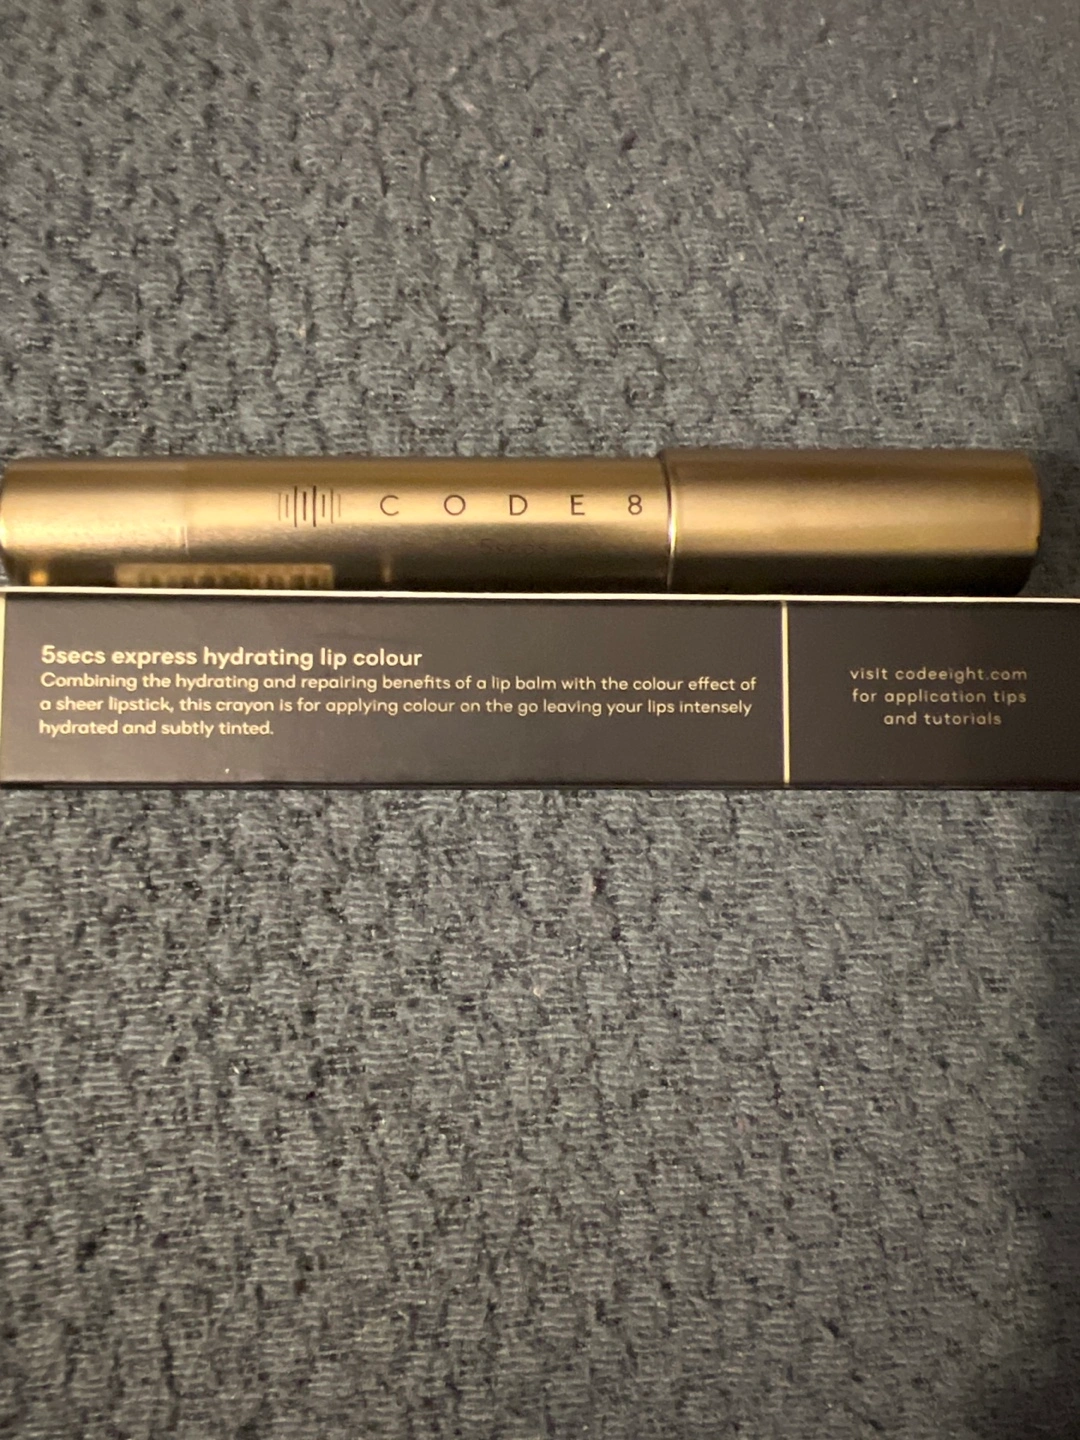 CODE8
5secs
5secs express hydrating lip colour
Combining the hydrating and repairing benefits of a lip balm with the colour effect of
a sheer lipstick, this crayon is for applying colour on the go leaving your lips intensely
hydrated and subtly tinted.
visit codeeight.com
for application tips
and tutorials